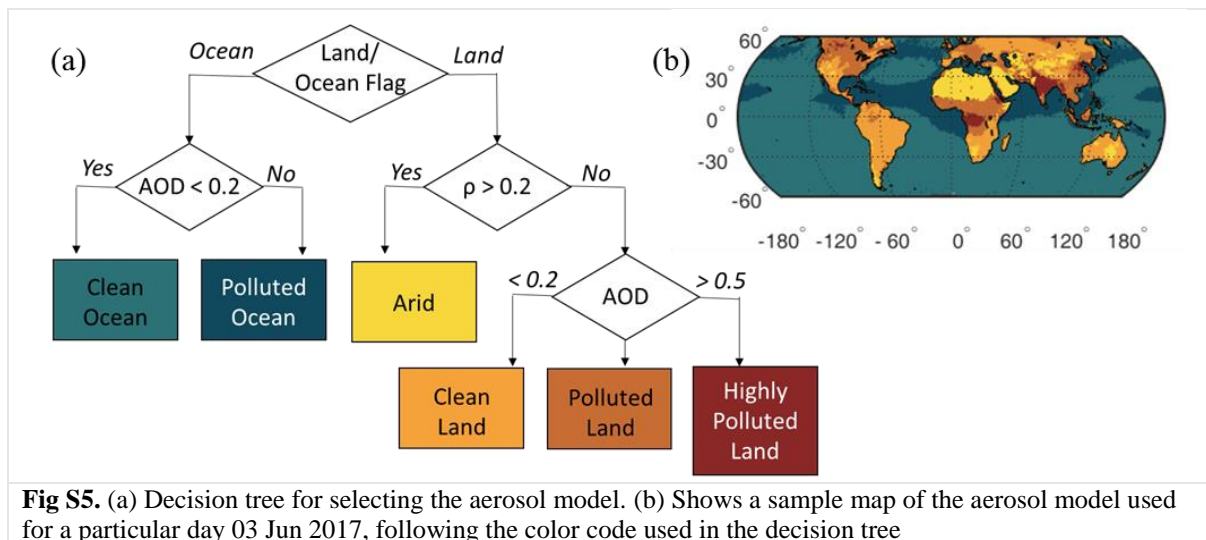 (a)
Ocean
Land/
Ocean Flag
Land
Yes
AOD < 0.2
No
Yes
ρ > 0.2
No
Clean
Ocean
Polluted
Ocean
Arid
< 0.2
AOD
> 0.5
Clean
Land
Polluted
Land
Highly
Polluted
Land
(b)
60°
30°
0°
-30°
-60°
-180° -120° -60° 0° 60° 120° 180°
Fig S5. (a) Decision tree for selecting the aerosol model. (b) Shows a sample map of the aerosol model used
for a particular day 03 Jun 2017, following the color code used in the decision tree